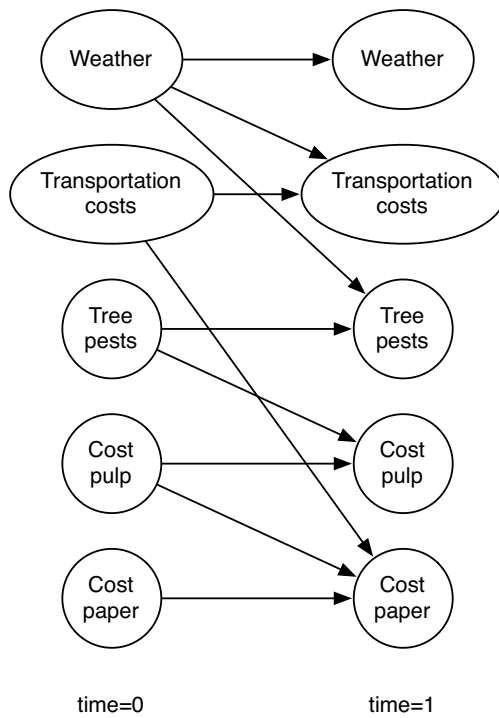 Weather
Weather
Transportation
costs
Transportation
costs
Tree
pests
Tree
pests
Cost
pulp
Cost
pulp
Cost
paper
Cost
paper
time=0
time=1